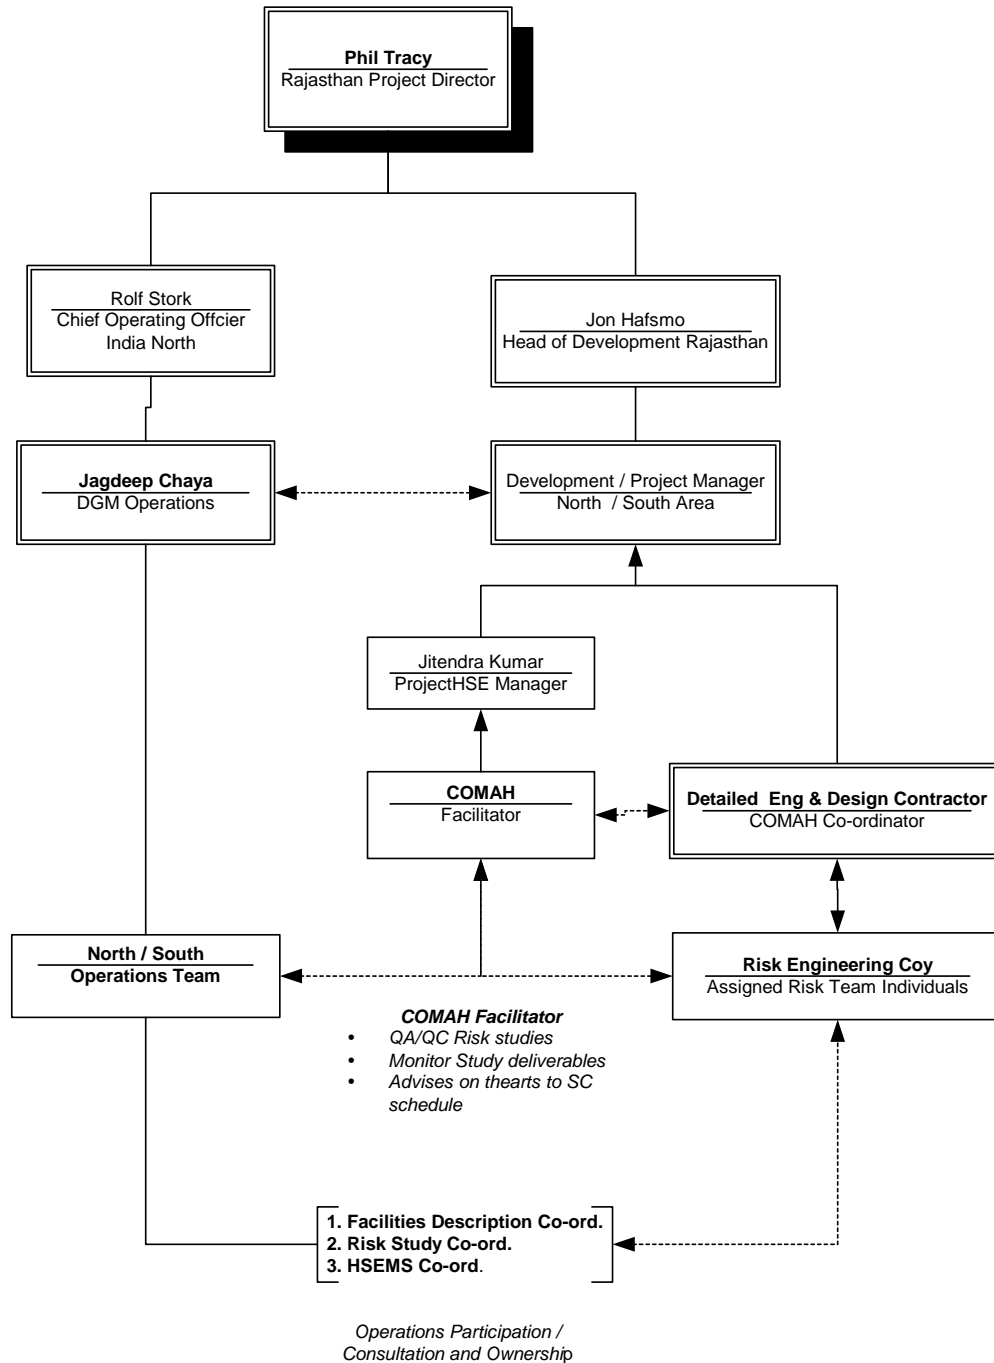 Phil Tracy
Rajasthan Project Director
Rolf Stork
Chief Operating Offcier
India North
Jon Hafsmo
Head of Development Rajasthan
Jagdeep Chaya
DGM Operations
Development / Project Manager
North / South Area
Jitendra Kumar
ProjectHSE Manager
COMAH
Facilitator
Detailed Eng & Design Contractor
COMAH Co-ordinator
North / South
Operations Team
Risk Engineering Coy
Assigned Risk Team Individuals
COMAH Facilitator
• QA/QC Risk studies
• Monitor Study deliverables
• Advises on thearts to SC
schedule
1. Facilities Description Co-ord.
2. Risk Study Co-ord.
3. HSEMS Co-ord.
Operations Participation /
Consultation and Ownership